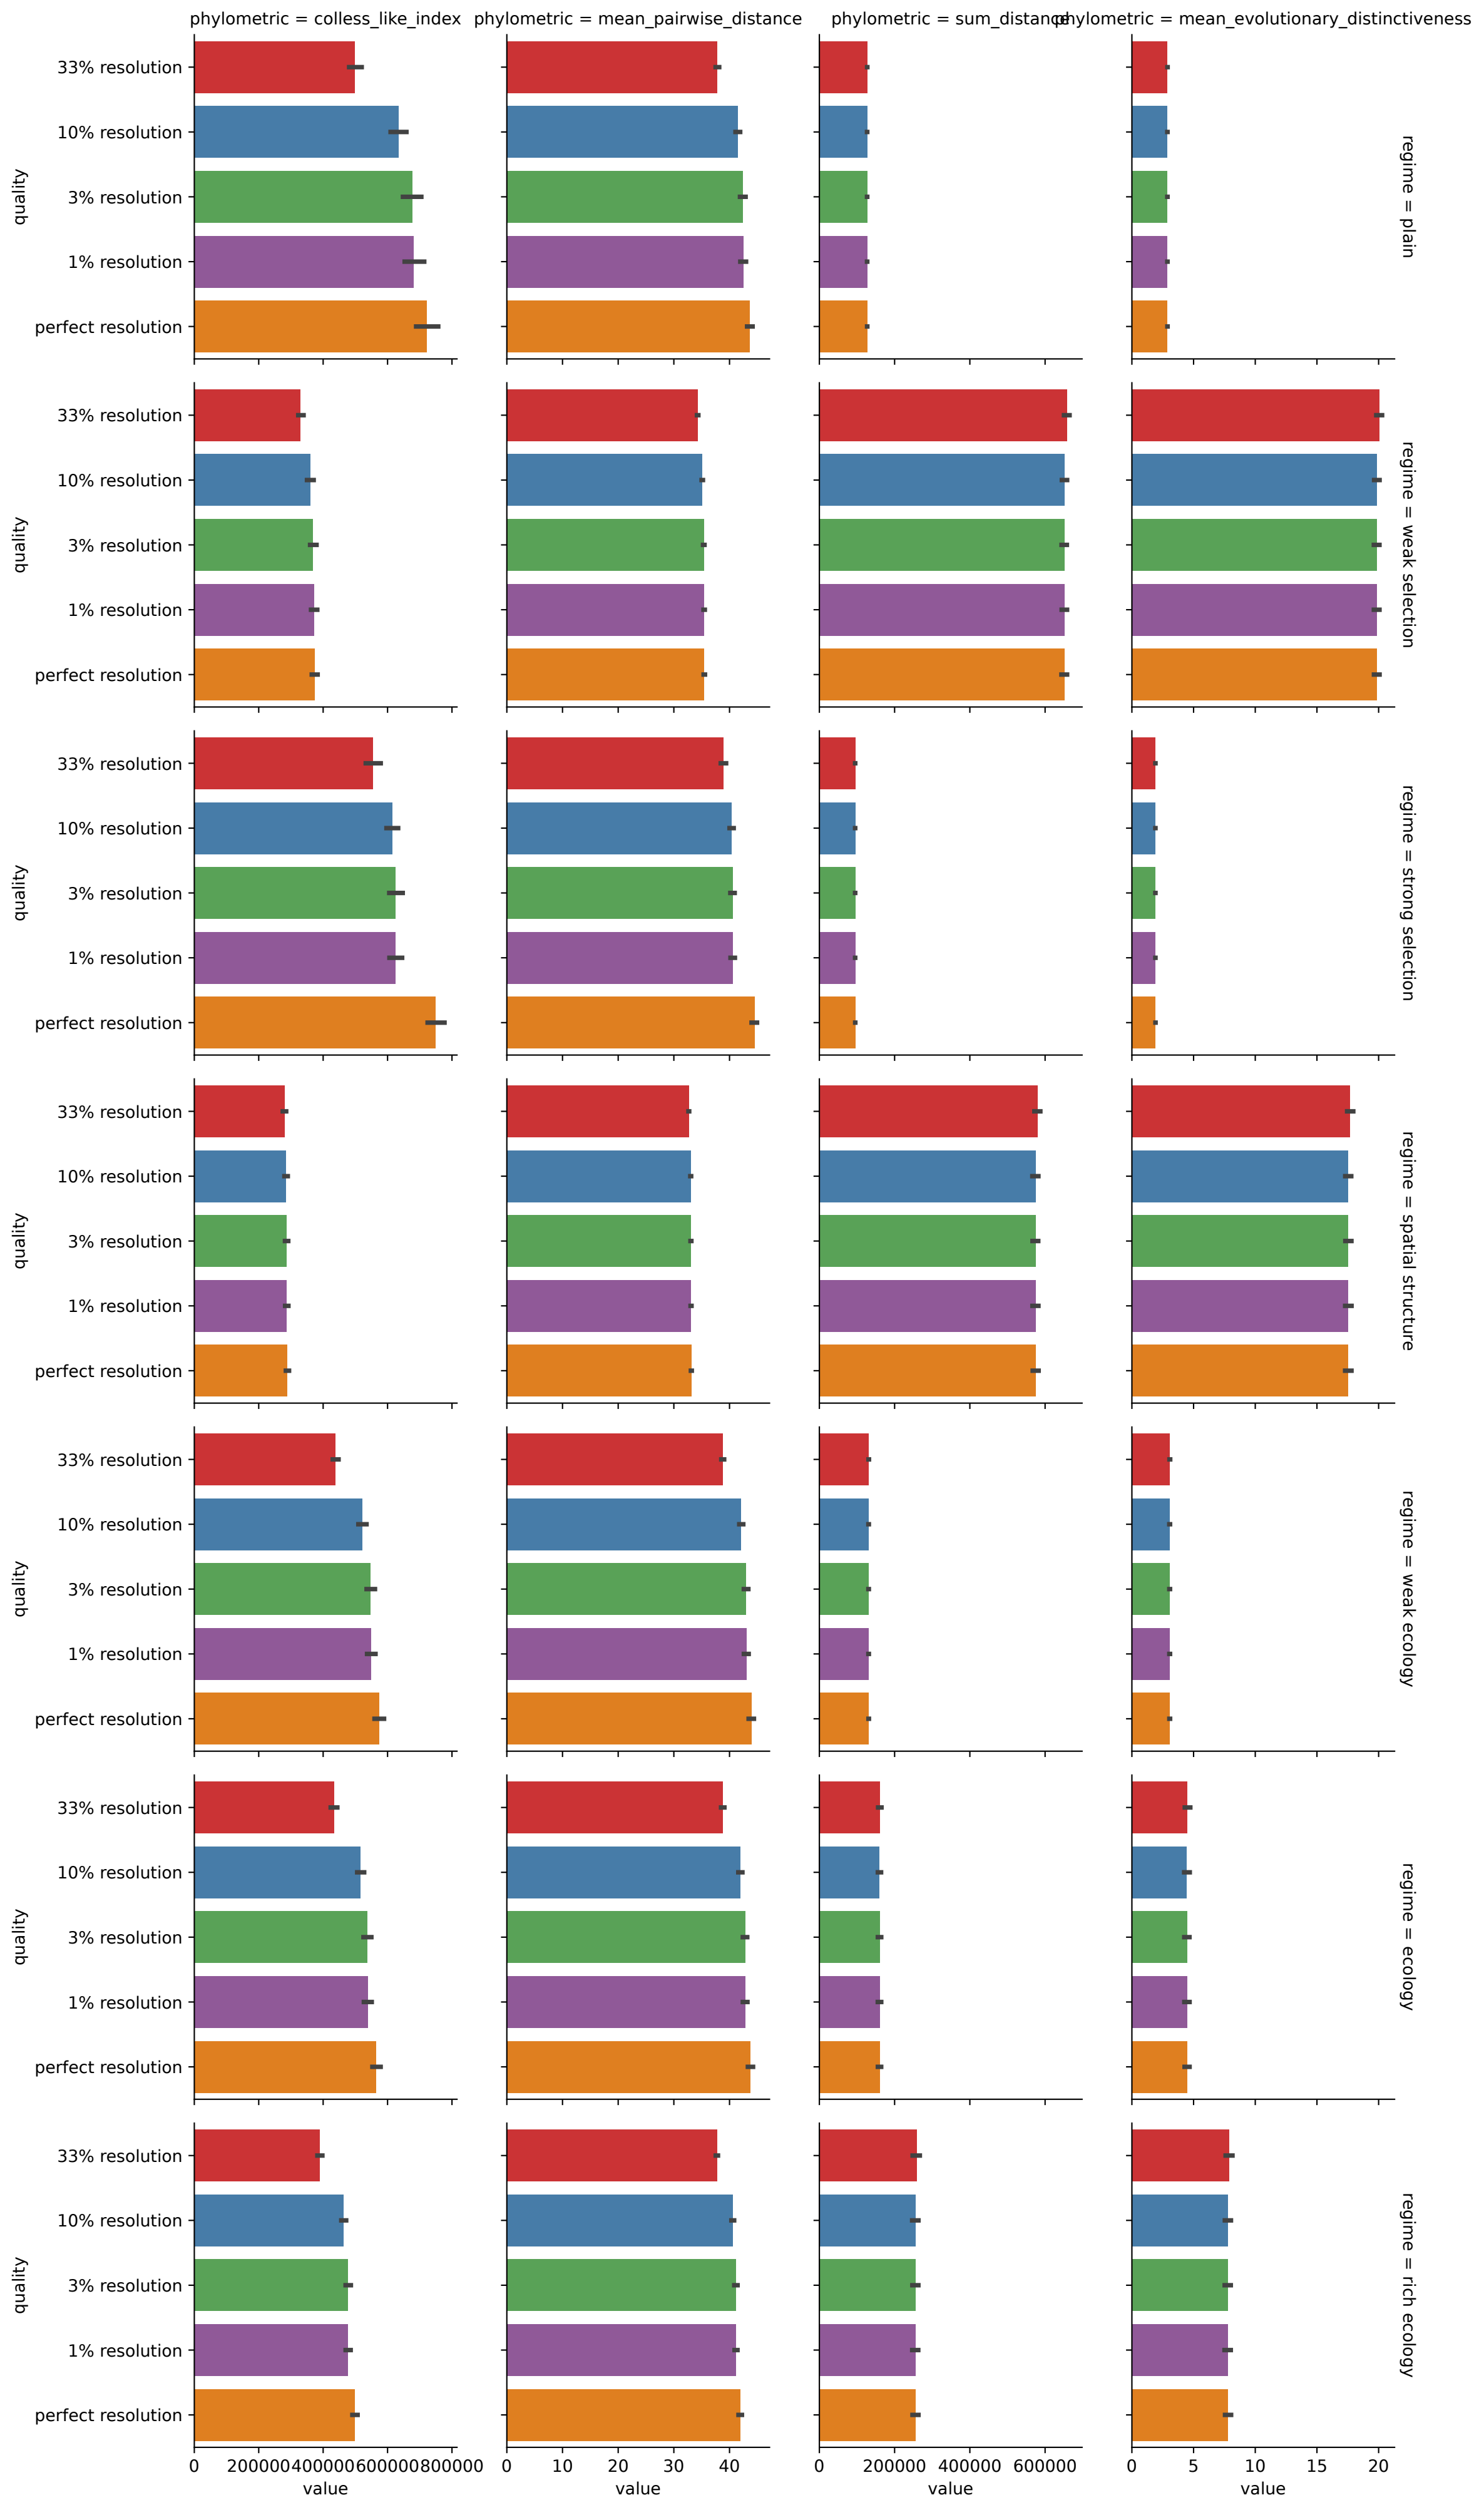 phylometric = colless_like_index phylometric = mean_pairwise_distance phylometric = sum_distance phylometric = mean_evolutionary_distinctiveness
33% resolution
10% resolution
3% resolution
1% resolution
perfect resolution
quality
regime = plain
33% resolution
10% resolution
3% resolution
1% resolution
perfect resolution
quality
regime = weak selection
33% resolution
10% resolution
3% resolution
1% resolution
perfect resolution
quality
regime = strong selection
33% resolution
10% resolution
3% resolution
1% resolution
perfect resolution
quality
regime = spatial structure
33% resolution
10% resolution
3% resolution
1% resolution
perfect resolution
quality
regime = weak ecology
33% resolution
10% resolution
3% resolution
1% resolution
perfect resolution
quality
regime = ecology
33% resolution
10% resolution
3% resolution
1% resolution
perfect resolution
quality
regime = rich ecology
0 200000 400000 600000 800000 0 10 20 30 40 0 200000 400000 600000 0 5 10 15 20
value value value value